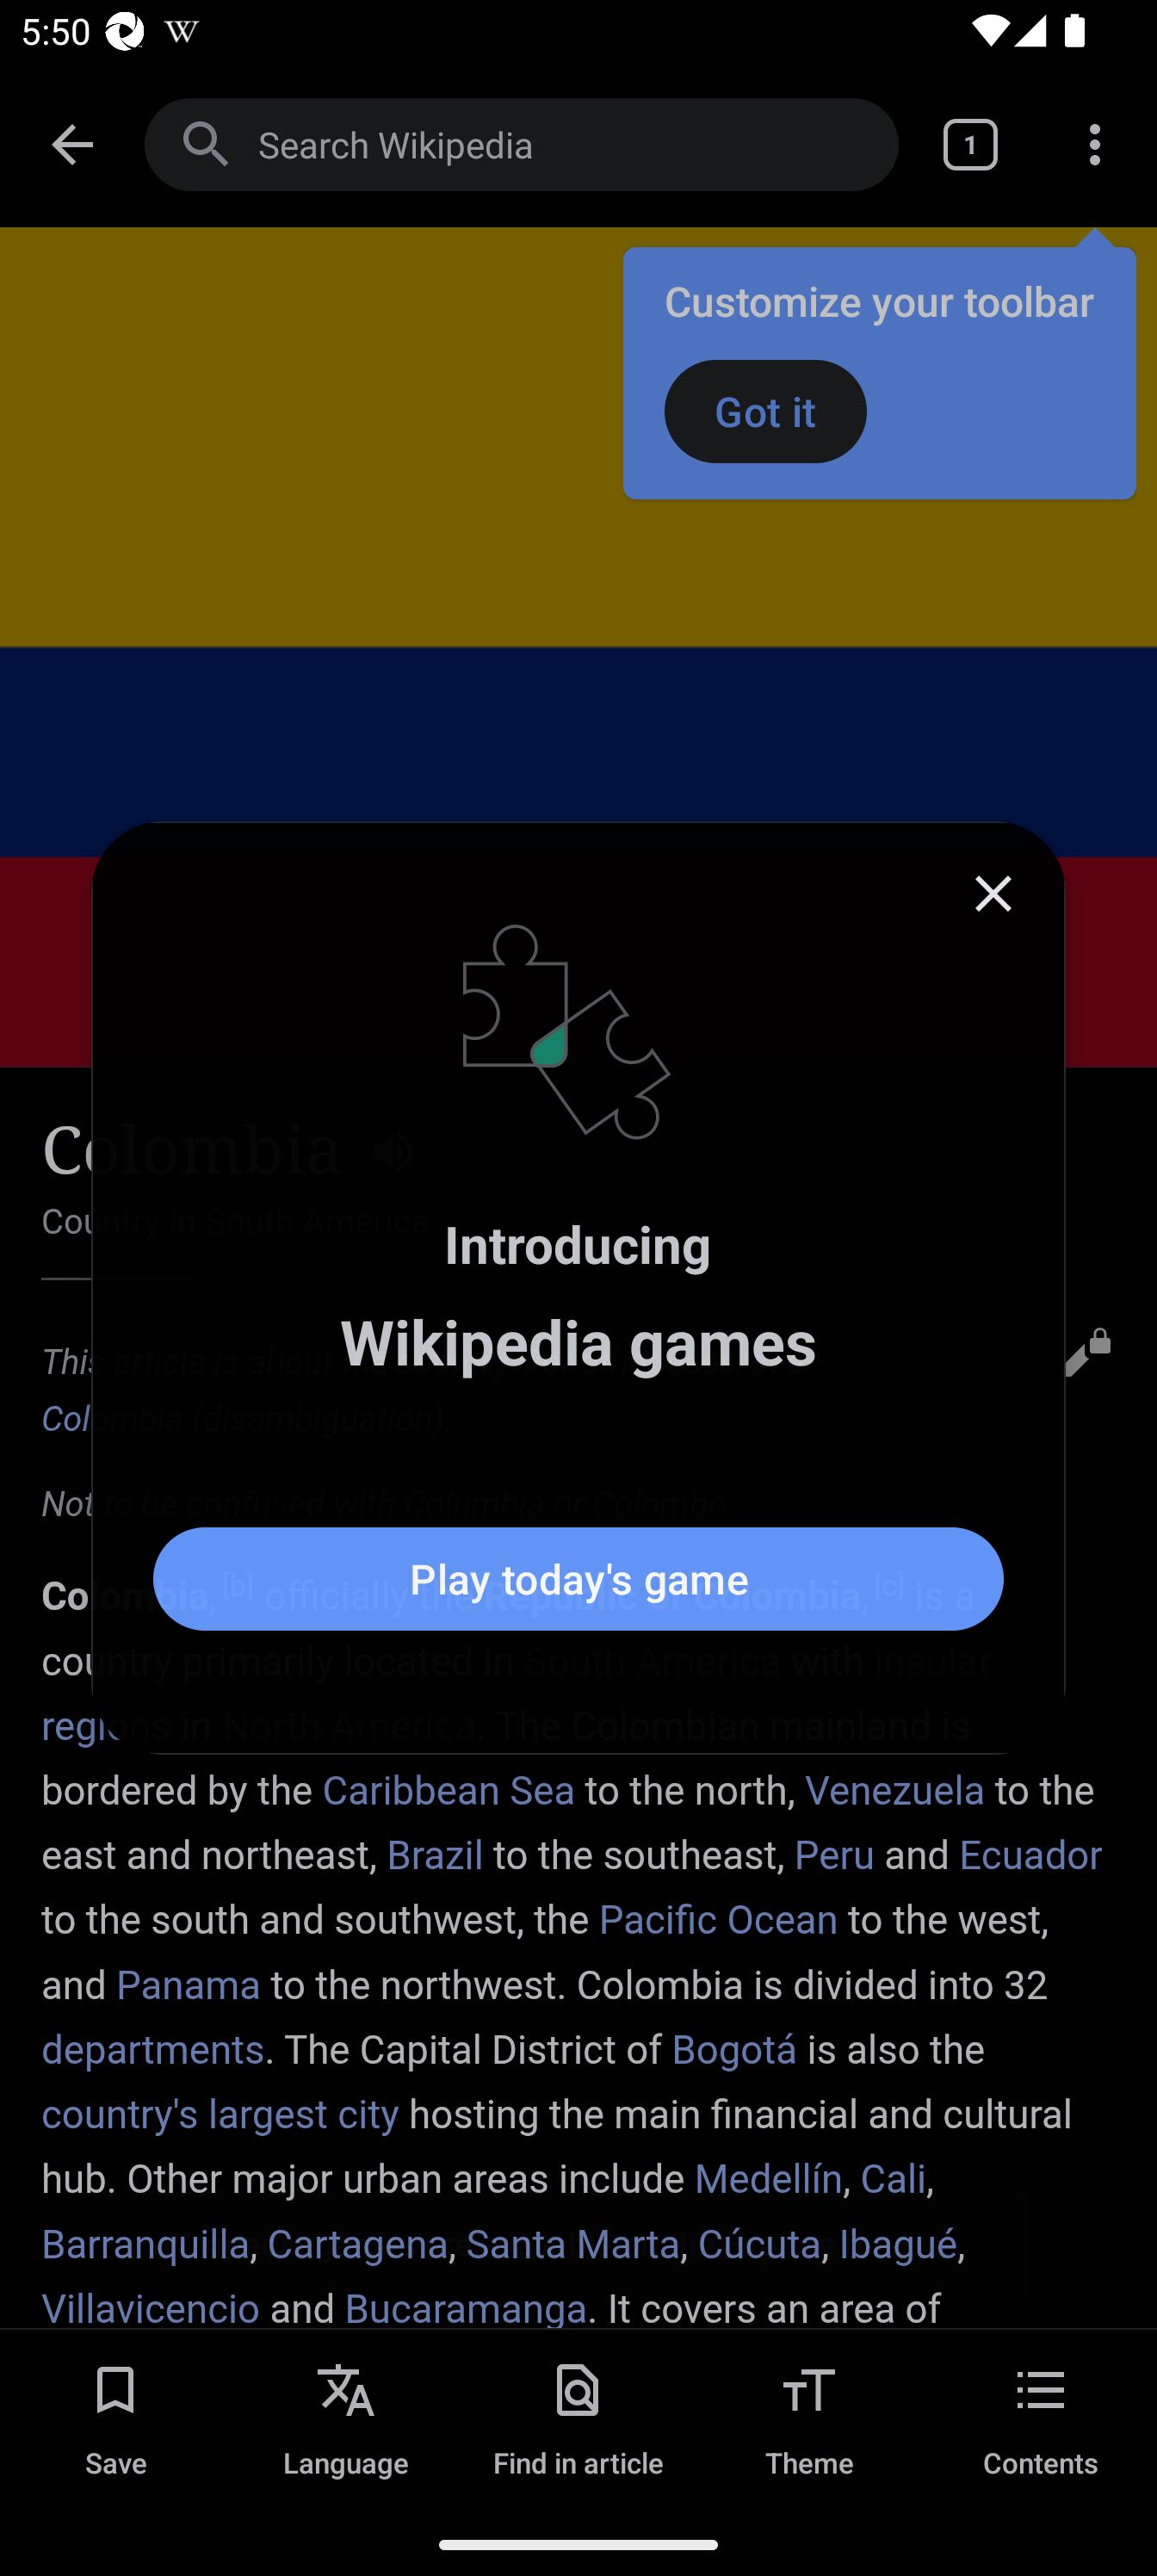 5:50
Search Wikipedia
1
Customize your toolbar
Got it
Colombia
Country in South America
Introducing
Wikipedia games
This article is about
Colombia (disambiguation).
Not to be confused with Columbia or Colombo.
Play today's game
Colombia,[b] officially the Republic of Colombia,[c] is a
country primarily located in South America with insular
regions in North America. The Colombian mainland is
bordered by the Caribbean Sea to the north, Venezuela to the
east and northeast, Brazil to the southeast, Peru and Ecuador
to the south and southwest, the Pacific Ocean to the west,
and Panama to the northwest. Colombia is divided into 32
departments. The Capital District of Bogotá is also the
country's largest city hosting the main financial and cultural
hub. Other major urban areas include Medellín, Cali,
Barranquilla, Cartagena, Santa Marta, Cúcuta, Ibagué,
Villavicencio and Bucaramanga. It covers an area of
Save
Language
Find in article
Theme
Contents